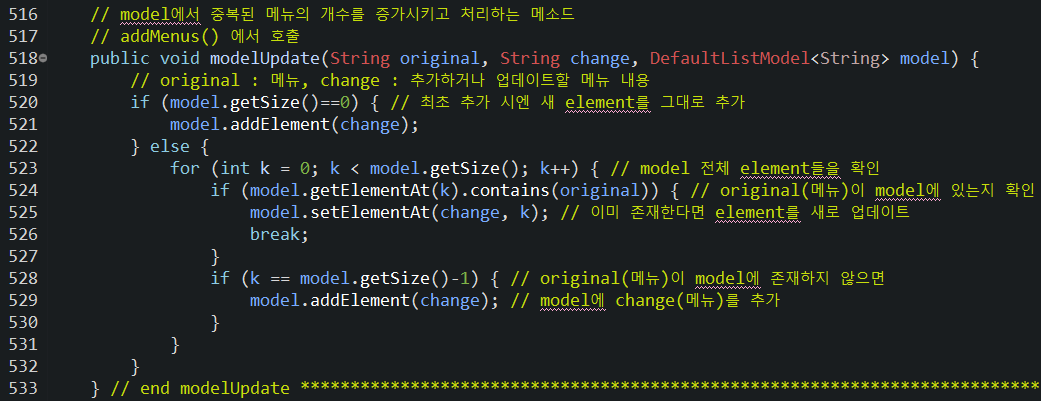 516 // model에서 중복된 메뉴의 개수를 증가시키고 처리하는 메소드
517 // addMenus() 에서 호출
518 public void modelUpdate(String original, String change, DefaultListModel<String> model) {
519 // original : 메뉴, change : 추가하거나 업데이트할 메뉴 내용
520 if (model.getSize()==0) { // 최초 추가 시엔 새 element를 그대로 추가
521 model.addElement(change);
522 } else {
523 for (int k = 0; k < model.getSize(); k++) { // model 전체 element들을 확인
524 if (model.getElementAt(k).contains(original)) { // original(메뉴)이 model에 있는지 확인
525 model.setElementAt(change, k); // 이미 존재한다면 element를 새로 업데이트
526 break;
527 }
528 if (k == model.getSize()-1) { // original(메뉴)이 model에 존재하지 않으면
529 model.addElement(change); // model에 change(메뉴)를 추가
530 }
531 }
532 }
533 } // end modelUpdate **************************************************************************